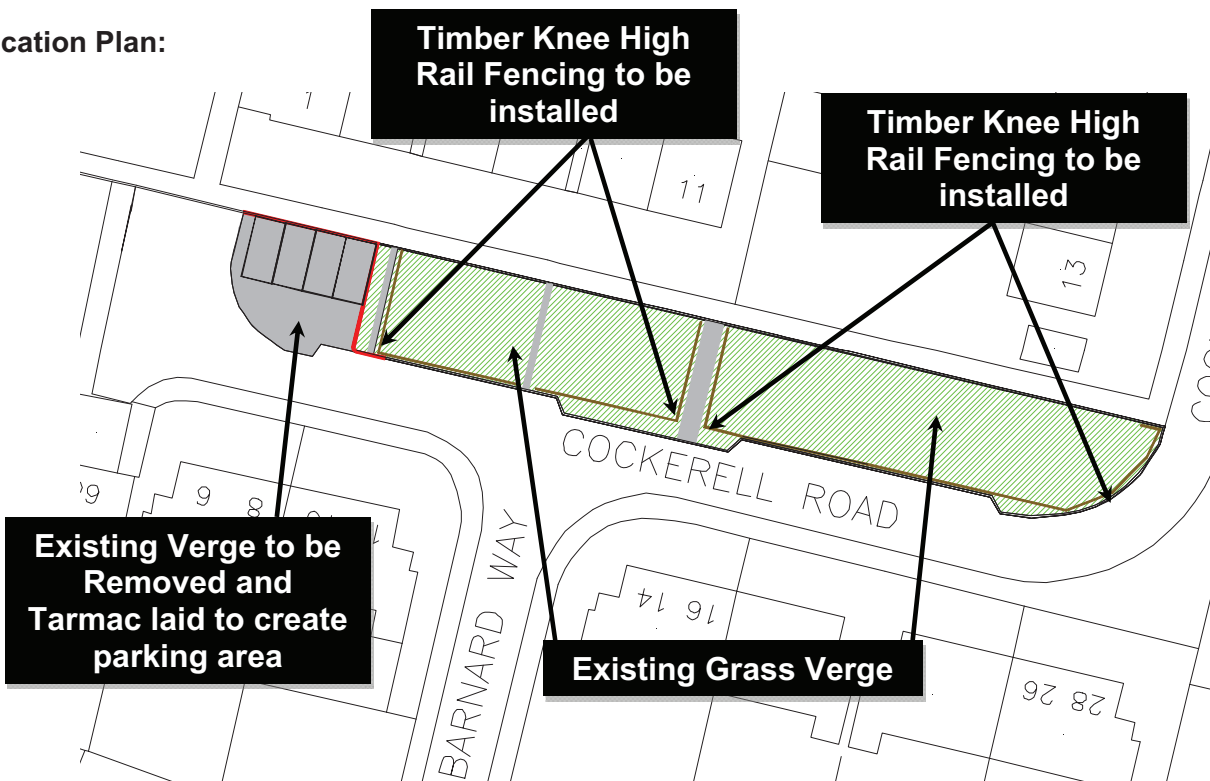 cation Plan:
Timber Knee High
Rail Fencing to be
installed
Timber Knee High
Rail Fencing to be
installed
11
13
COCKERELL ROAD
9
8
6
BARNARD WAY
16 14
28 26
Existing Verge to be
Removed and
Tarmac laid to create
parking area
Existing Grass Verge